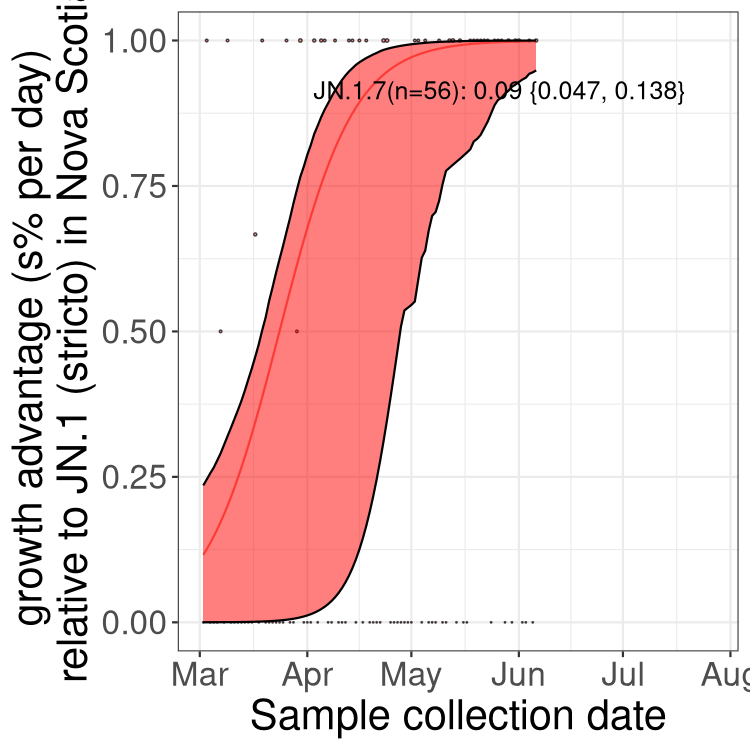 growth advantage (s% per day)
relative to JN.1 (stricto) in Nova Scotia
1.00
0.75
0.50
0.25
0.00
JN.1.7(n=56): 0.09 {0.047, 0.138}
Mar Apr May Jun Jul Aug
Sample collection date